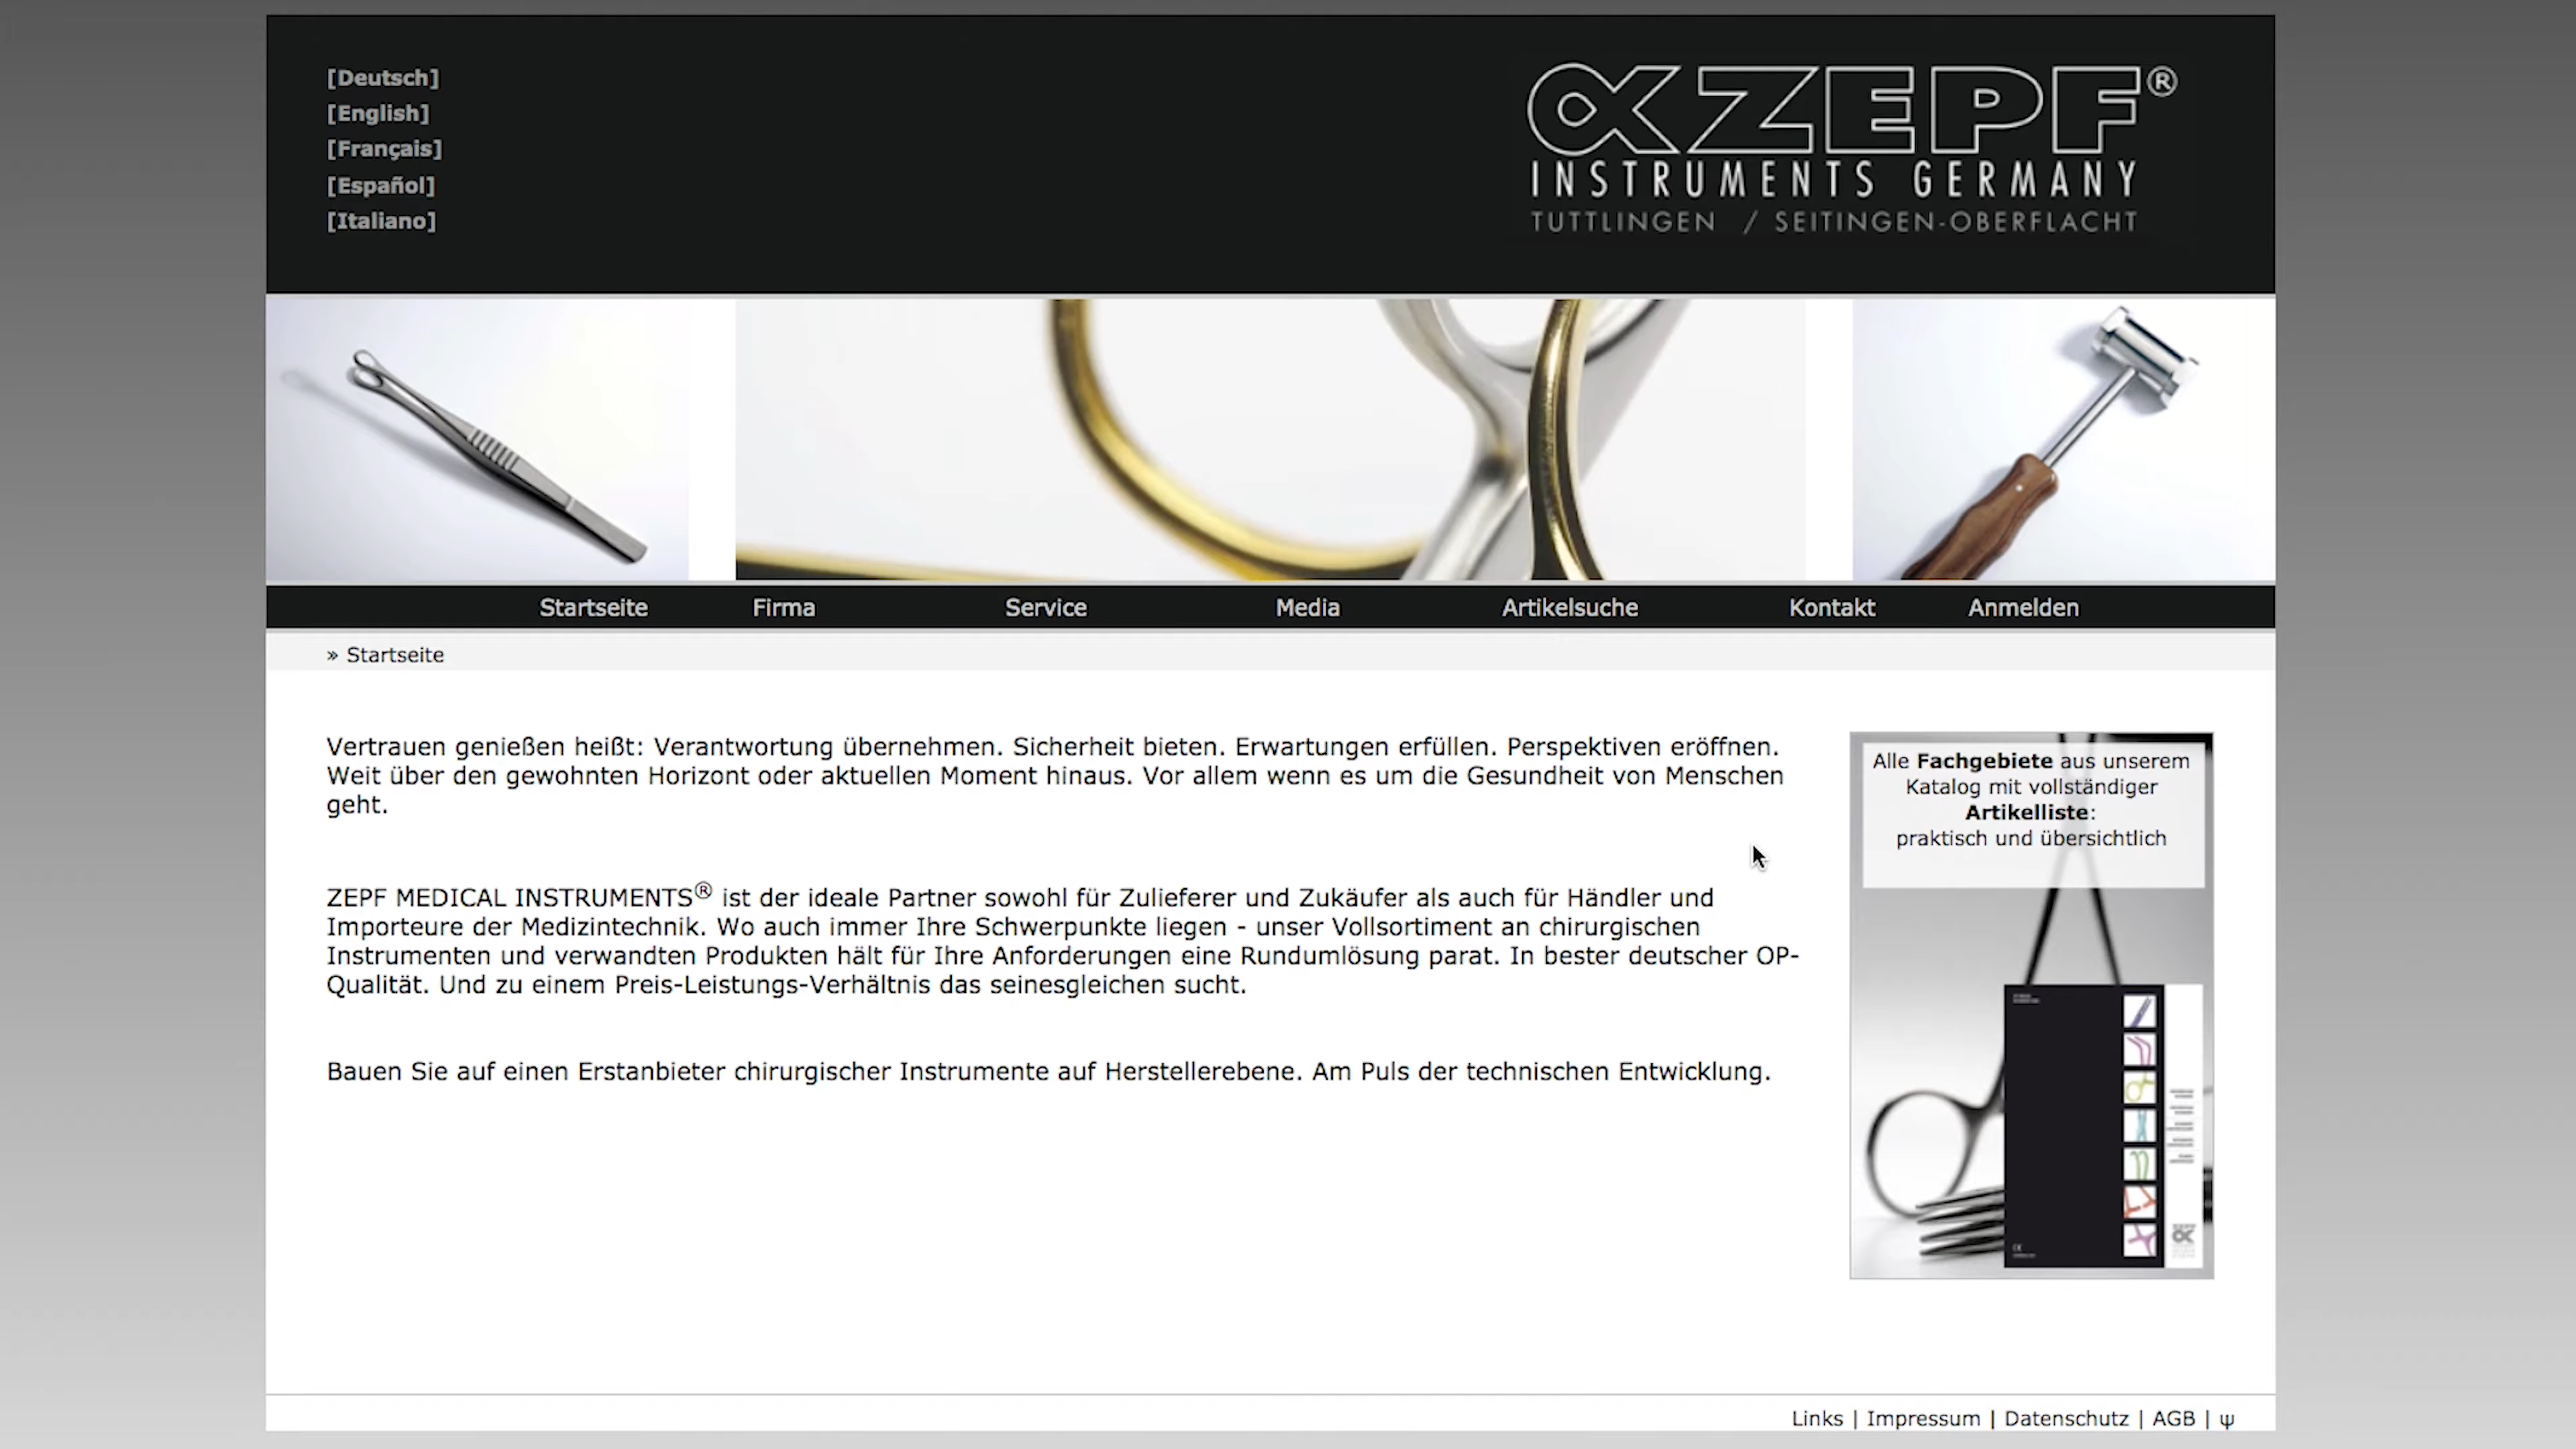 [Deutsch]
[English]
[Français]
[Español]
[Italiano]
αZEPF®
INSTRUMENTS GERMANY
TUTTLINGEN / SEITINGEN-OBERFLACHT
Startseite Firma Service Media Artikelsuche Kontakt Anmelden
» Startseite
Vertrauen genießen heißt: Verantwortung übernehmen. Sicherheit bieten. Erwartungen erfüllen. Perspektiven eröffnen.
Weit über den gewohnten Horizont oder aktuellen Moment hinaus. Vor allem wenn es um die Gesundheit von Menschen
geht.
ZEPF MEDICAL INSTRUMENTS® ist der ideale Partner sowohl für Zulieferer und Zukäufer als auch für Händler und
Importeure der Medizintechnik. Wo auch immer Ihre Schwerpunkte liegen - unser Vollsortiment an chirurgischen
Instrumenten und verwandten Produkten hält für Ihre Anforderungen eine Rundumlösung parat. In bester deutscher OP-
Qualität. Und zu einem Preis-Leistungs-Verhältnis das seinesgleichen sucht.
Bauen Sie auf einen Erstanbieter chirurgischer Instrumente auf Herstellerebene. Am Puls der technischen Entwicklung.
Alle Fachgebiete aus unserem
Katalog mit vollständiger
Artikelliste:
praktisch und übersichtlich
Links | Impressum | Datenschutz | AGB | ψ